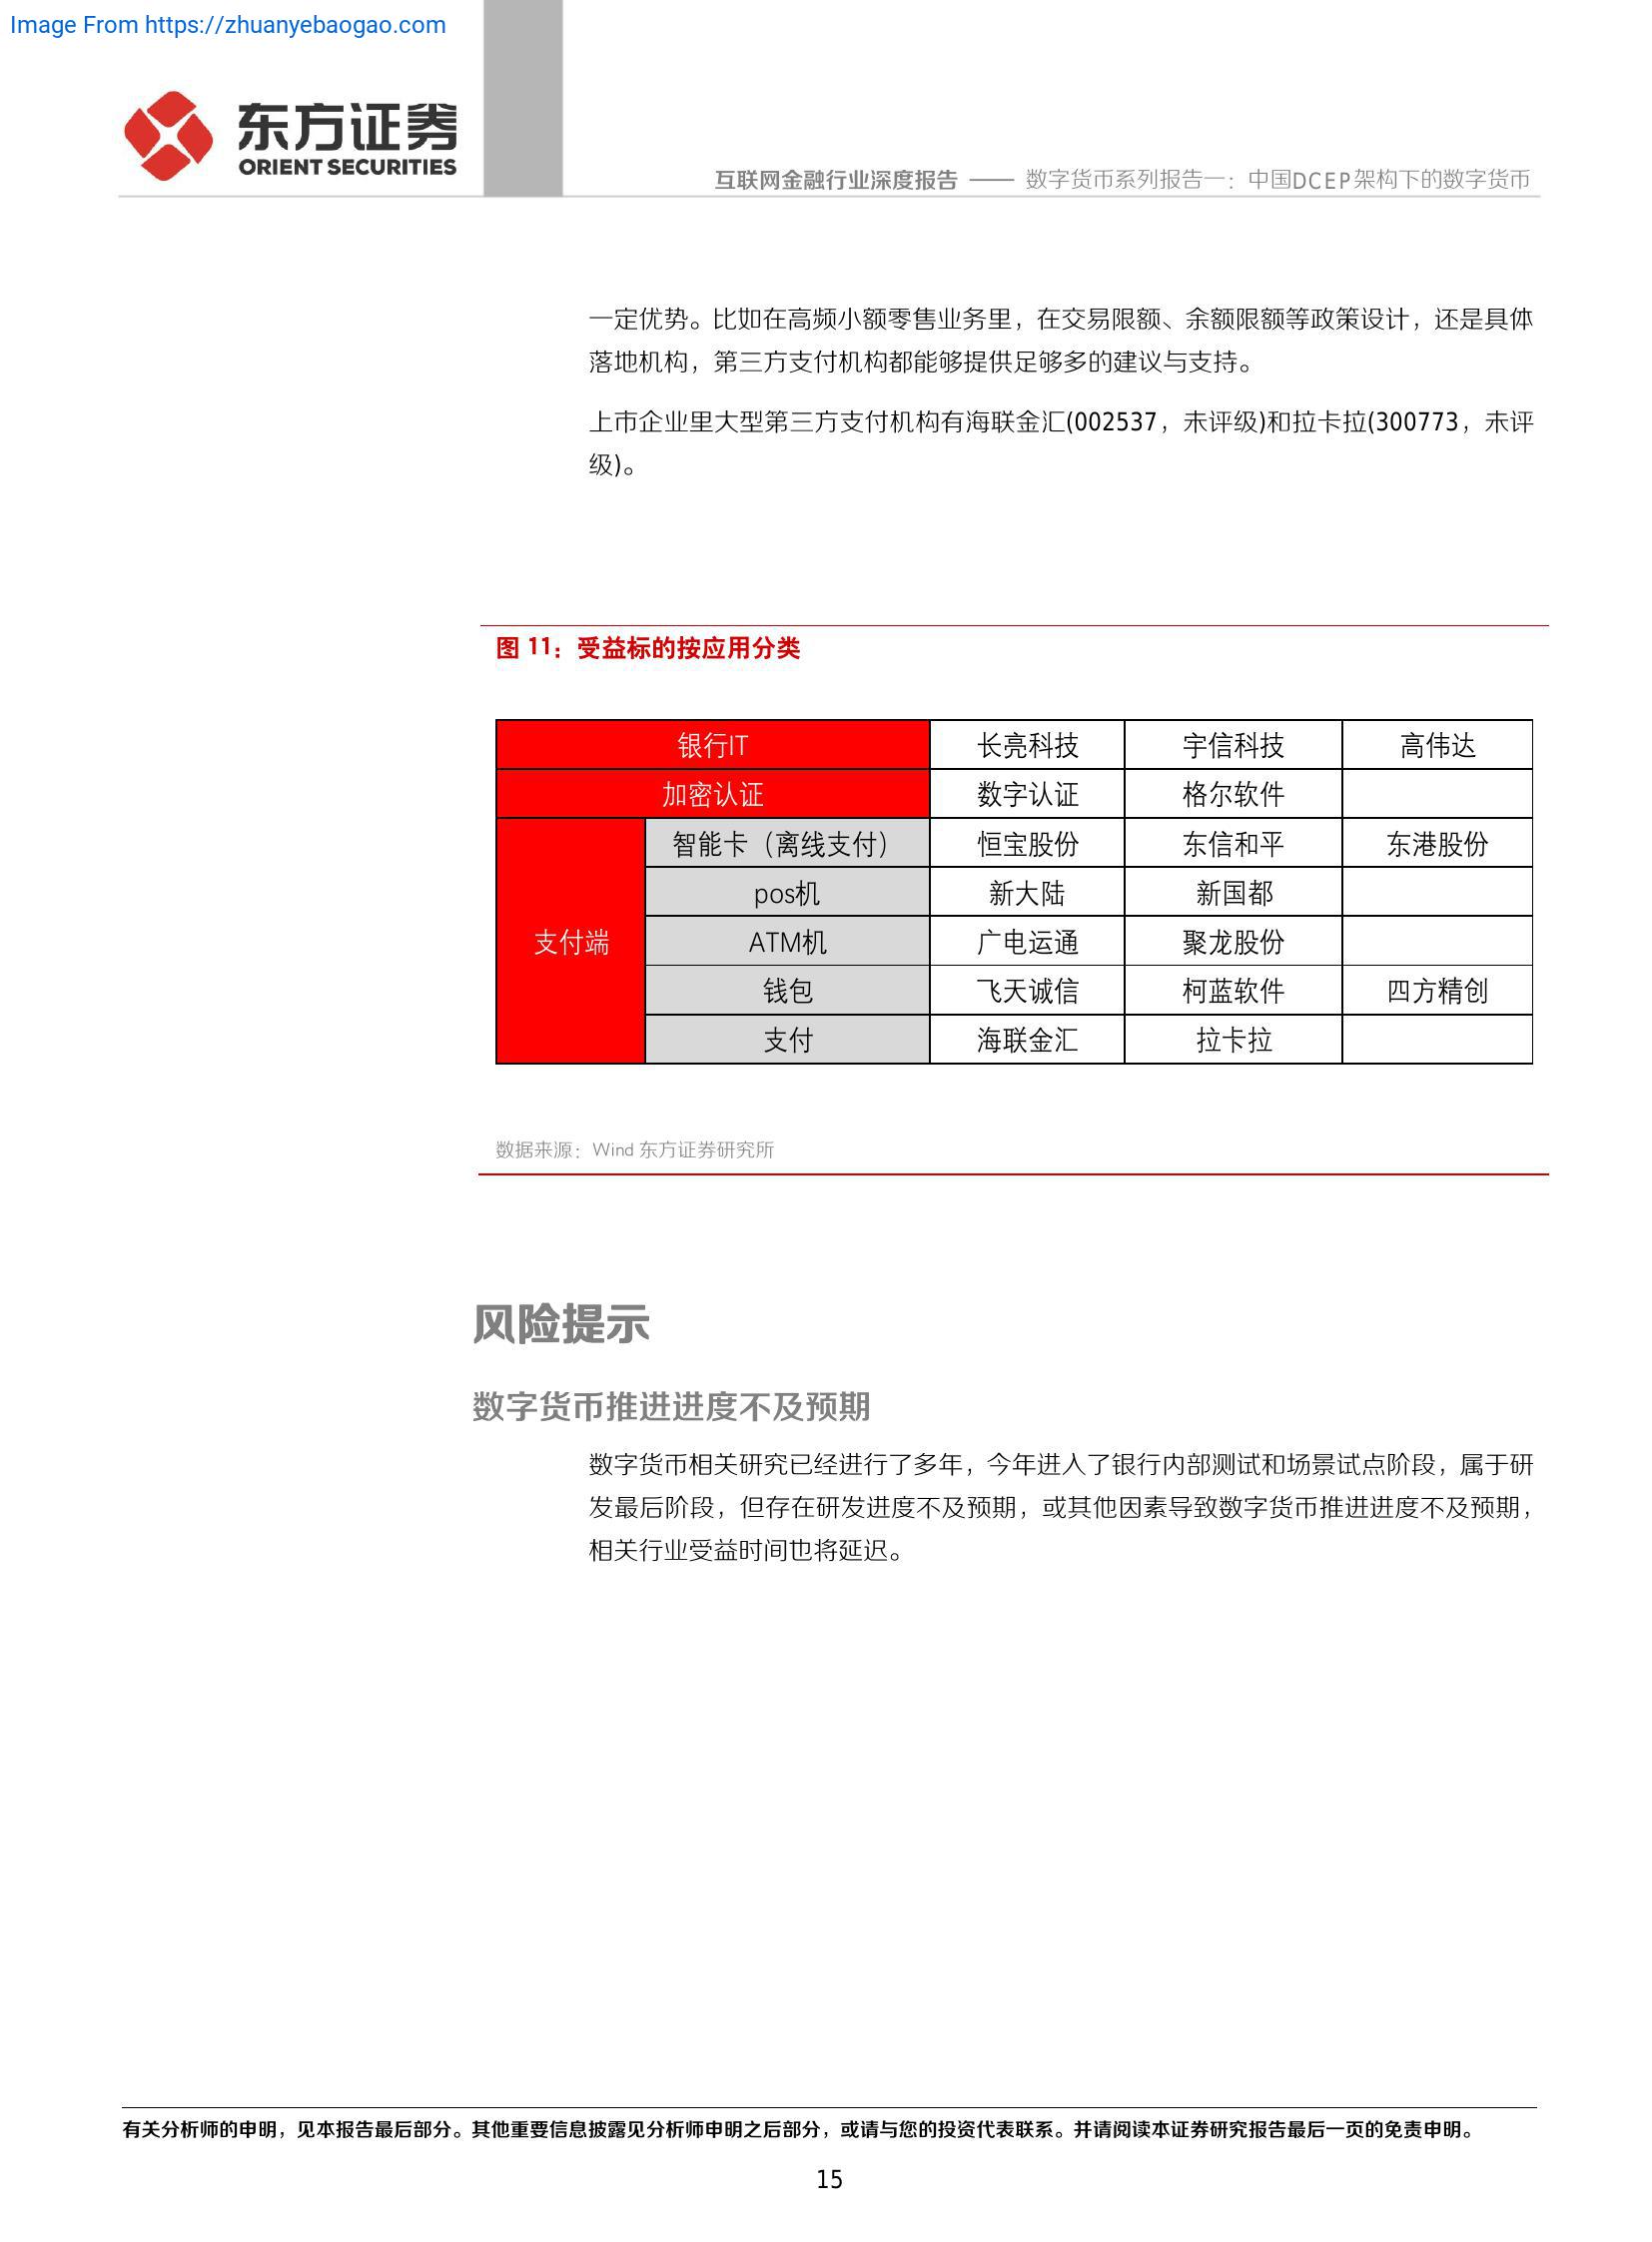 Image From https://zhuanyebaogao.com
东方证券
ORIENT SECURITIES
互联网金融行业深度报告 —— 数字货币系列报告一：中国DCEP架构下的数字货币
一定优势。比如在高频小额零售业务里，在交易限额、余额限额等政策设计，还是具体
落地机构，第三方支付机构都能够提供足够多的建议与支持。
上市企业里大型第三方支付机构有海联金汇(002537，未评级)和拉卡拉(300773，未评
级)。
图 11：受益标的按应用分类
银行IT 长亮科技 宇信科技 高伟达
加密认证 数字认证 格尔软件
支付端
智能卡（离线支付） 恒宝股份 东信和平 东港股份
pos机 新大陆 新国都
ATM机 广电运通 聚龙股份
钱包 飞天诚信 柯蓝软件 四方精创
支付 海联金汇 拉卡拉
数据来源：Wind 东方证券研究所
风险提示
数字货币推进进度不及预期
数字货币相关研究已经进行了多年，今年进入了银行内部测试和场景试点阶段，属于研
发最后阶段，但存在研发进度不及预期，或其他因素导致数字货币推进进度不及预期，
相关行业受益时间也将延迟。
有关分析师的申明，见本报告最后部分。其他重要信息披露见分析师申明之后部分，或请与您的投资代表联系。并请阅读本证券研究报告最后一页的免责申明。
15